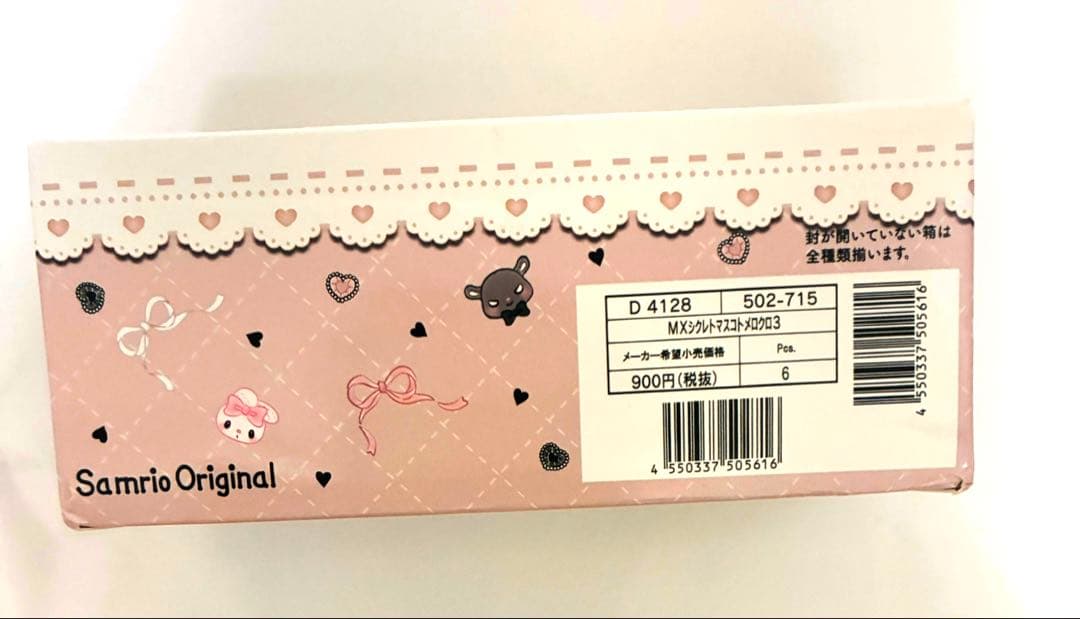 封が開いていない箱は
全種類揃います。
D 4128 502-715
MXシクレトマスコトメロクロ3
メーカー希望小売価格 Pcs.
900円(税抜) 6
4 550337 505616
4 550337 505616
Samrio Original